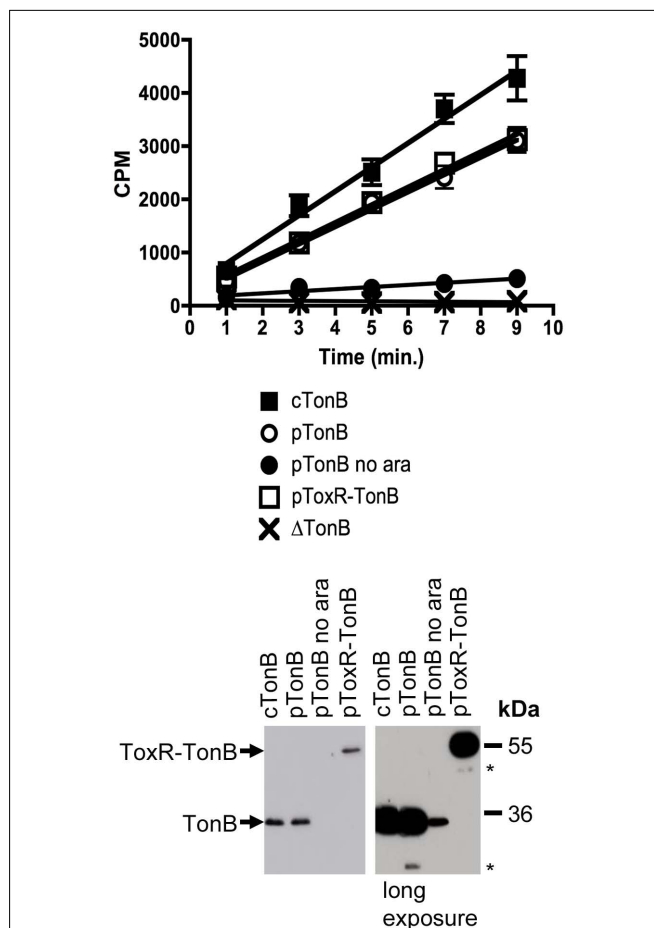 5000
4000
3000
2000
1000
0
CPM
0 1 2 3 4 5 6 7 8 9 10
Time (min.)
cTonB
pTonB
pTonB no ara
pToxR-TonB
ΔTonB
cTonB
pTonB
pTonB no ara
pToxR-TonB
cTonB
pTonB
pTonB no ara
pToxR-TonB
kDa
ToxR-TonB
55
*
TonB
36
*
long
exposure